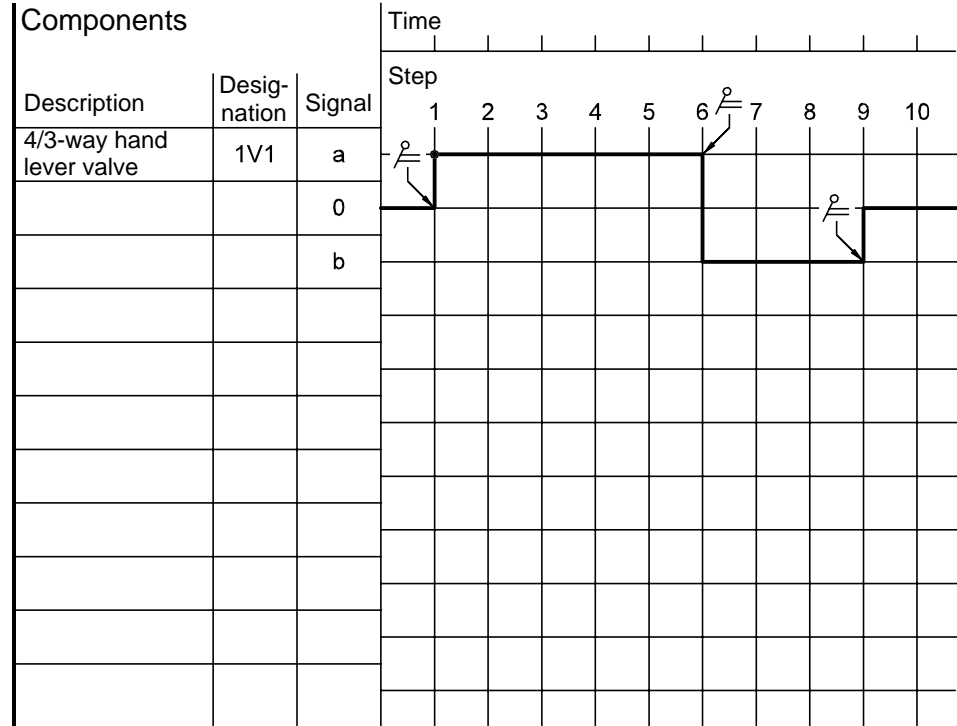 Components
Time
Step
Description
Desig-
nation
Signal
1 2 3 4 5 6 7 8 9 10
4/3-way hand
lever valve
1V1
a
0
b